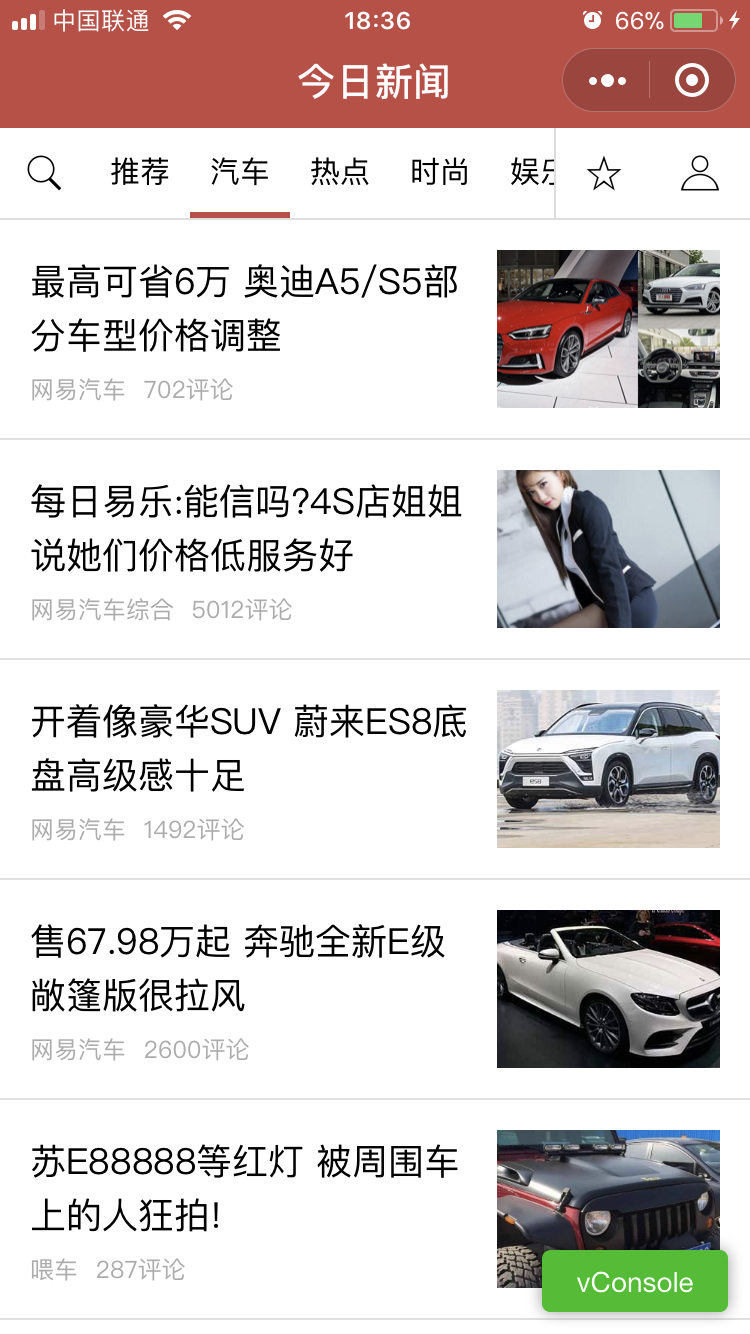 中国联通
18:36
66%
今日新闻
推荐 汽车 热点 时尚 娱乐
最高可省6万 奥迪A5/S5部
分车型价格调整
网易汽车 702评论
每日易乐:能信吗?4S店姐姐
说她们价格低服务好
网易汽车综合 5012评论
开着像豪华SUV 蔚来ES8底
盘高级感十足
网易汽车 1492评论
es8
售67.98万起 奔驰全新E级
敞篷版很拉风
网易汽车 2600评论
苏E88888等红灯 被周围车
上的人狂拍!
喂车 287评论
vConsole